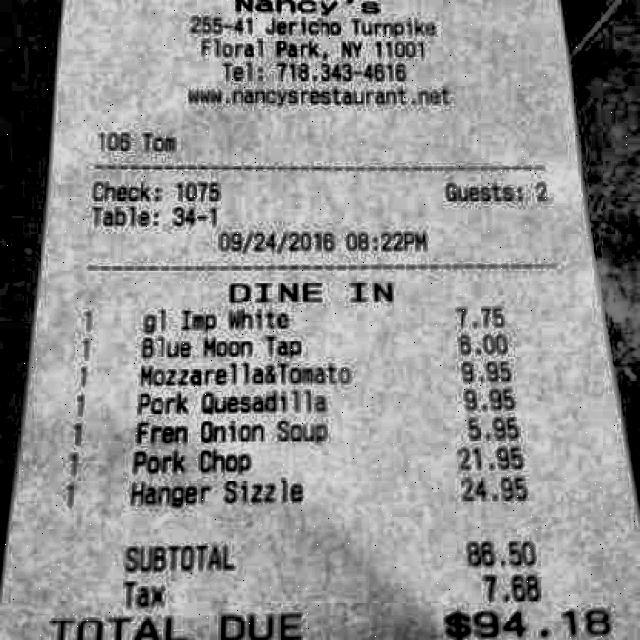 Nancy's
255-41 Jericho Turnpike
Floral Park, NY 11001
Tel: 718.343-4616
www.nancysrestaurant.net
106 Tom
Check: 1075 Guests: 2
Table: 34-1
09/24/2016 08:22PM
DINE IN
1 gl Imp White 7.75
1 Blue Moon Tap 6.00
1 Mozzarella&Tomato 9.95
1 Pork Quesadilla 9.95
1 Fren Onion Soup 5.95
1 Pork Chop 21.95
1 Hanger Sizzle 24.95
SUBTOTAL 86.50
Tax 7.68
TOTAL DUE $94.18